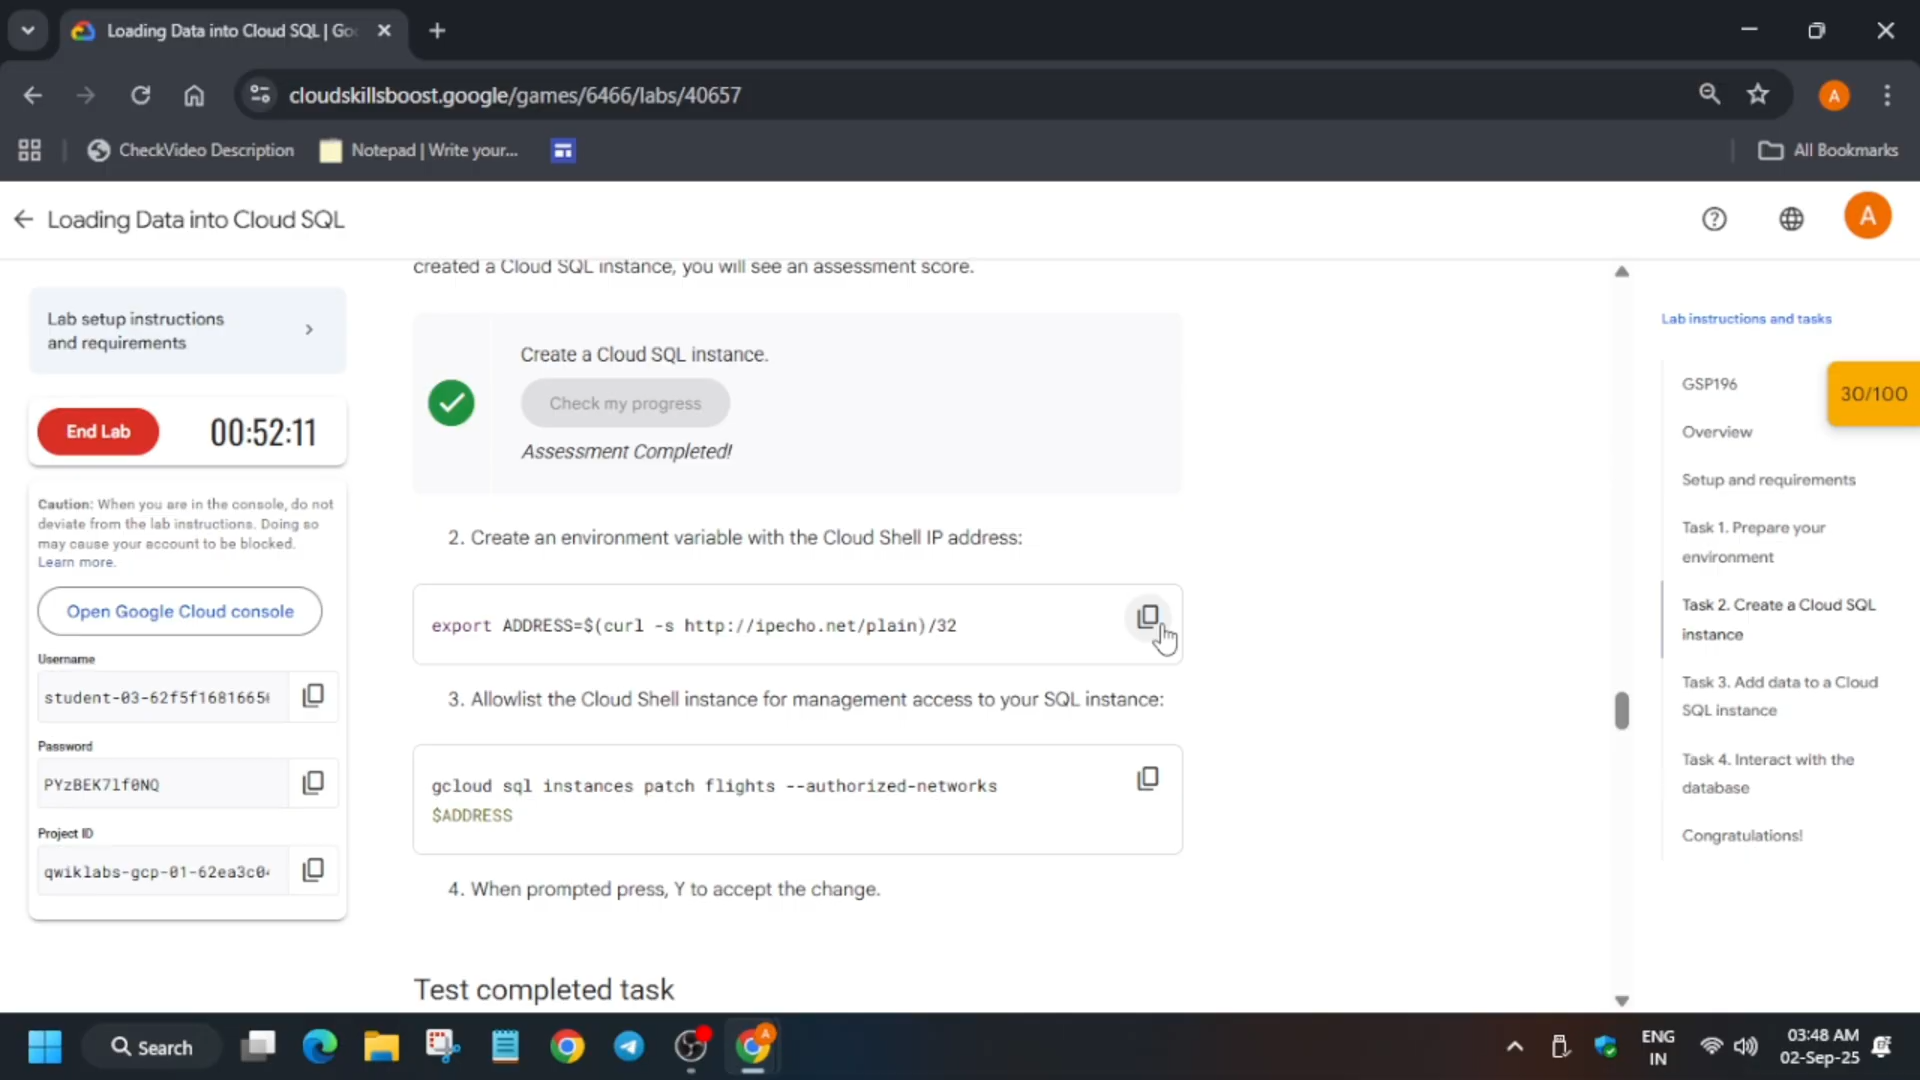 Loading Data into Cloud SQL | Goo
cloudskillsboost.google/games/6466/labs/40657
CheckVideo Description
Notepad | Write your...
All Bookmarks
Loading Data into Cloud SQL
A
Lab setup instructions
and requirements
End Lab
00:52:11
Caution: When you are in the console, do not
deviate from the lab instructions. Doing so
may cause your account to be blocked.
Learn more.
Open Google Cloud console
Username
student-03-62f5f1681665
Password
PYzBEK7lf0NQ
Project ID
qwiklabs-gcp-01-62ea3c0
created a Cloud SQL instance, you will see an assessment score.
Create a Cloud SQL instance.
Check my progress
Assessment Completed!
2. Create an environment variable with the Cloud Shell IP address:
export ADDRESS=$(curl -s http://ipecho.net/plain)/32
3. Allowlist the Cloud Shell instance for management access to your SQL instance:
gcloud sql instances patch flights --authorized-networks
$ADDRESS
4. When prompted press, Y to accept the change.
Test completed task
Lab instructions and tasks
GSP196
30/100
Overview
Setup and requirements
Task 1. Prepare your
environment
Task 2. Create a Cloud SQL
instance
Task 3. Add data to a Cloud
SQL instance
Task 4. Interact with the
database
Congratulations!
Search
ENG
IN
03:48 AM
02-Sep-25